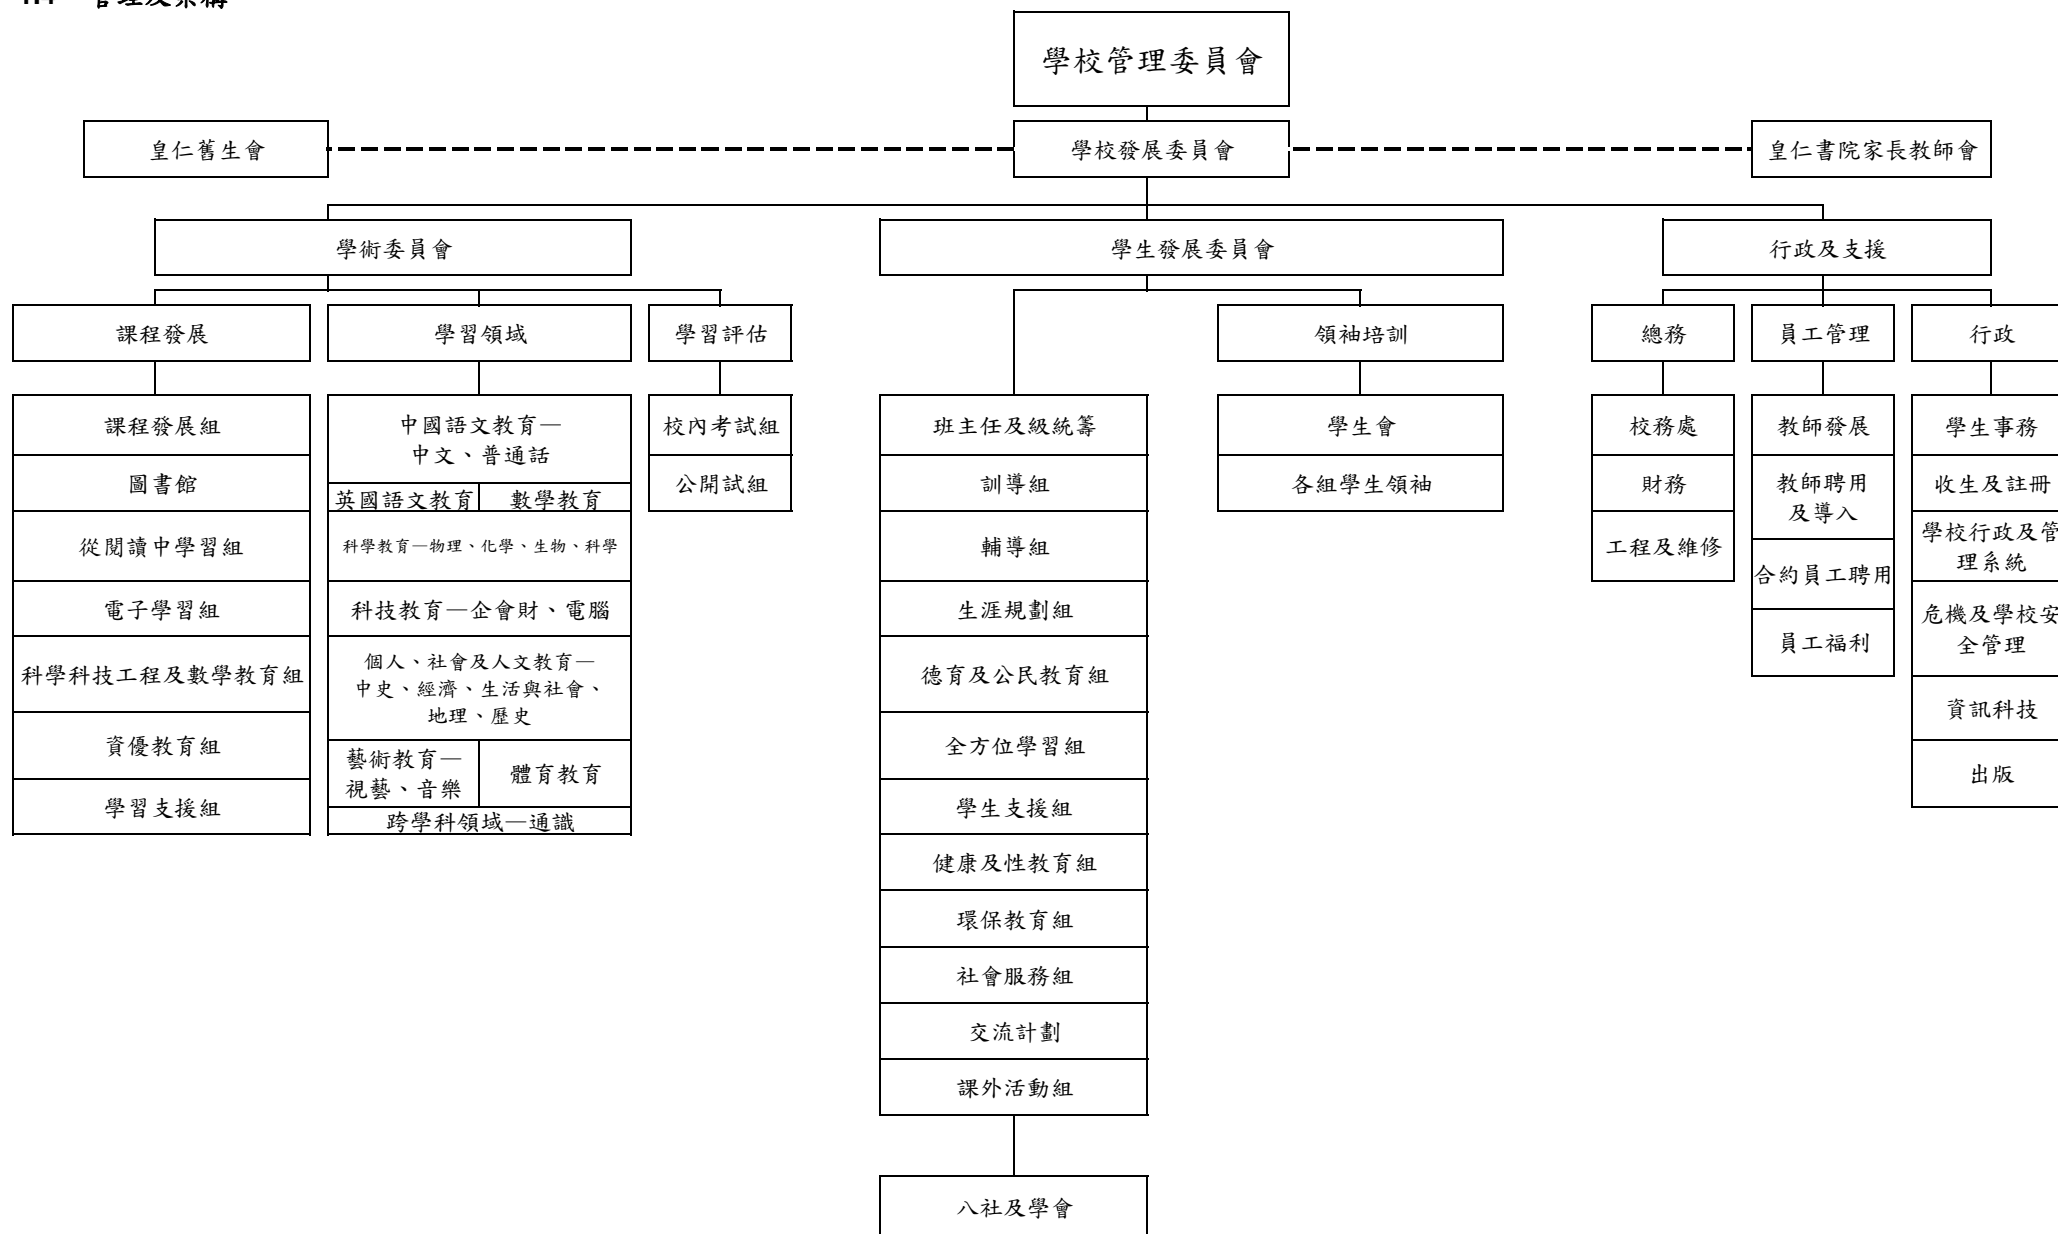 管理及架構
學校管理委員會
皇仁舊生會
學校發展委員會
皇仁書院家長教師會
學術委員會
學生發展委員會
行政及支援
課程發展
學習領域
學習評估
領袖培訓
總務
員工管理
行政
課程發展組
圖書館
從閱讀中學習組
電子學習組
科學科技工程及數學教育組
資優教育組
學習支援組
中國語文教育—
中文、普通話
英國語文教育
數學教育
科學教育—物理、化學、生物、科學
科技教育—企會財、電腦
個人、社會及人文教育—
中史、經濟、生活與社會、
地理、歷史
藝術教育—
視藝、音樂
體育教育
跨學科領域—通識
校內考試組
公開試組
班主任及級統籌
訓導組
輔導組
生涯規劃組
德育及公民教育組
全方位學習組
學生支援組
健康及性教育組
環保教育組
社會服務組
交流計劃
課外活動組
八社及學會
學生會
各組學生領袖
校務處
財務
工程及維修
教師發展
教師聘用
及導入
合約員工聘用
員工福利
學生事務
收生及註冊
學校行政及管
理系統
危機及學校安
全管理
資訊科技
出版